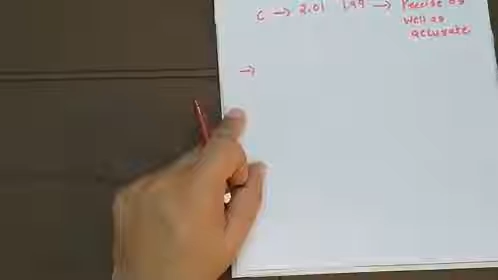 C → 2.01 1.99 → Precise as
well as
accurate
→